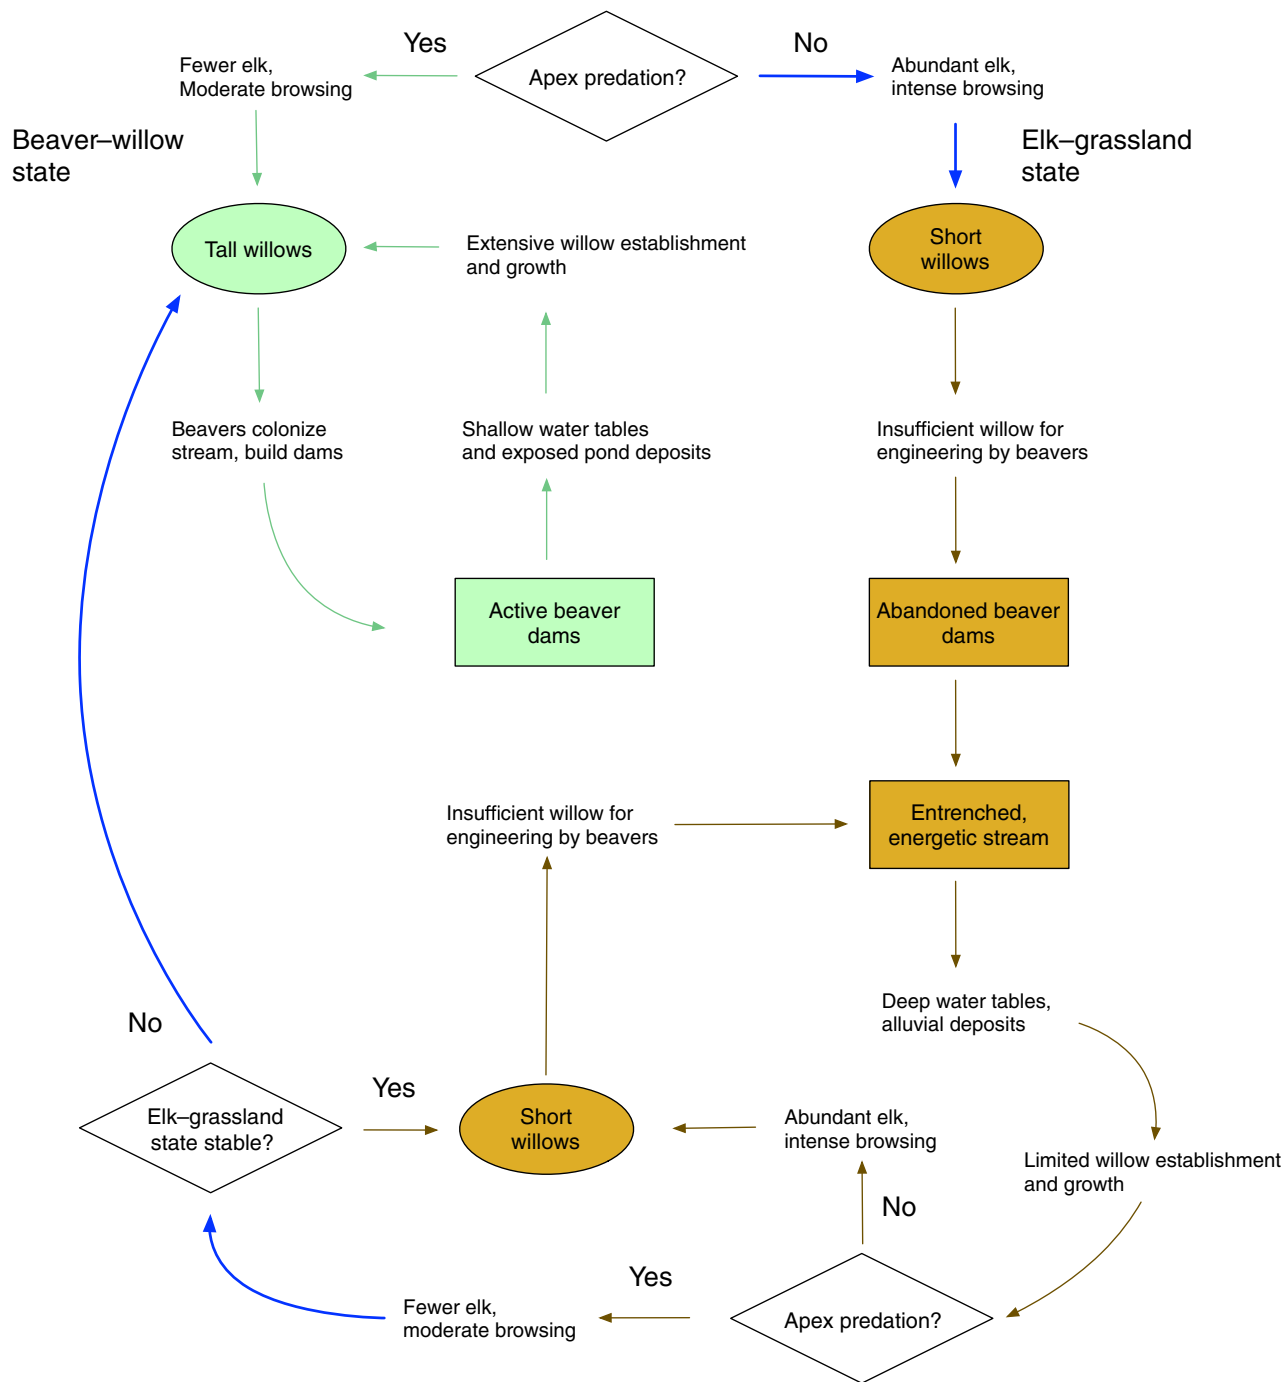 Yes
Apex predation?
No
Fewer elk,
Moderate browsing
Abundant elk,
intense browsing
Beaver–willow
state
Elk–grassland
state
Tall willows
Extensive willow establishment
and growth
Short
willows
Beavers colonize
stream, build dams
Shallow water tables
and exposed pond deposits
Insufficient willow for
engineering by beavers
Active beaver
dams
Abandoned beaver
dams
Insufficient willow for
engineering by beavers
Entrenched,
energetic stream
Deep water tables,
alluvial deposits
No
Elk–grassland
state stable?
Yes
Short
willows
Abundant elk,
intense browsing
Limited willow establishment
and growth
No
Yes
Fewer elk,
moderate browsing
Apex predation?